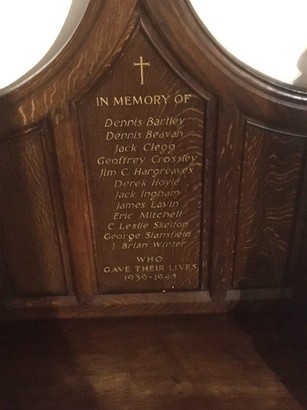 IN MEMORY OF
Dennis Bartley
Dennis Beavan
Jack Clegg
Geoffrey Crossley
Jim C. Hargreaves
Derek Hoyle
Jack Ingham
James Lavin
Eric Mitchell
C. Leslie Skelton
George Stansfield
J. Brian Winter
WHO
GAVE THEIR LIVES
1939-1945